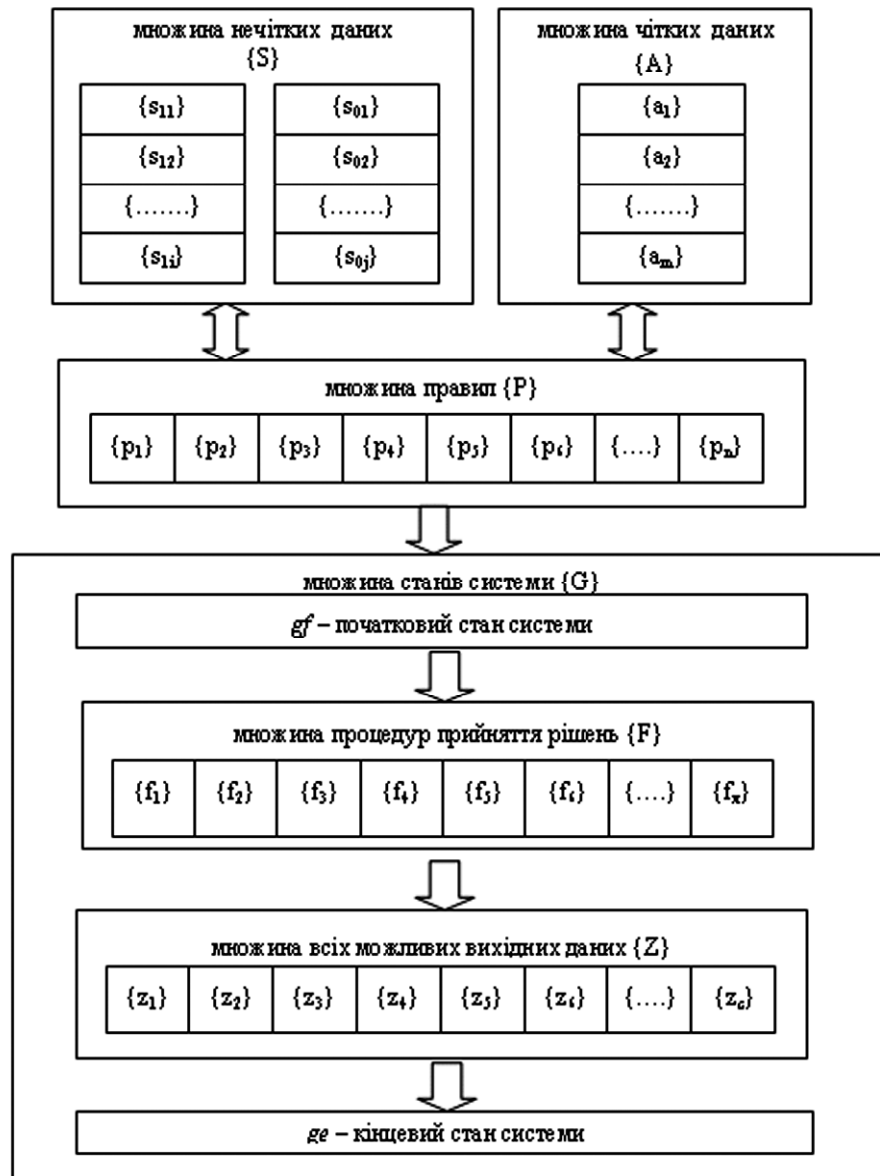 множина нечітких даних
{S}
{s₁₁} {s₀₁}
{s₁₂} {s₀₂}
{.......} {.......}
{s₁ᵢ} {s₀ⱼ}
множина чітких даних
{A}
{a₁}
{a₂}
{.......}
{aₘ}
множина правил {P}
{p₁} {p₂} {p₃} {p₄} {p₅} {p₆} {....} {pₙ}
множина станів системи {G}
gf – початковий стан системи
множина процедур прийняття рішень {F}
{f₁} {f₂} {f₃} {f₄} {f₅} {f₆} {....} {fₓ}
множина всіх можливих вихідних даних {Z}
{z₁} {z₂} {z₃} {z₄} {z₅} {z₆} {....} {z_c}
ge – кінцевий стан системи